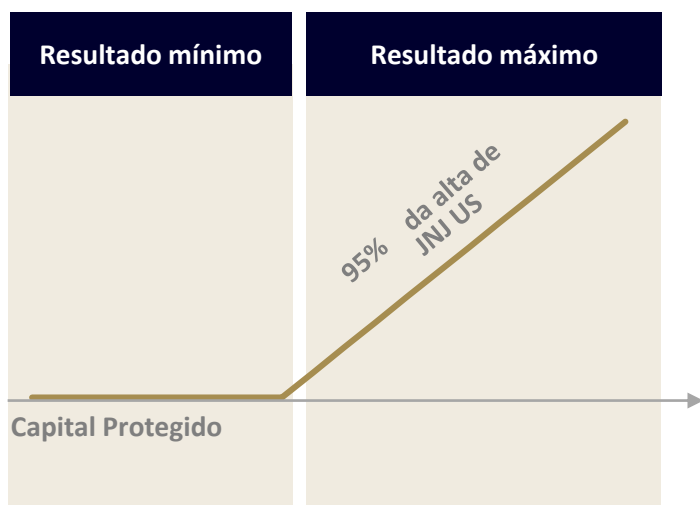 Resultado mínimo
Resultado máximo
95% da alta de
JNJ US
Capital Protegido